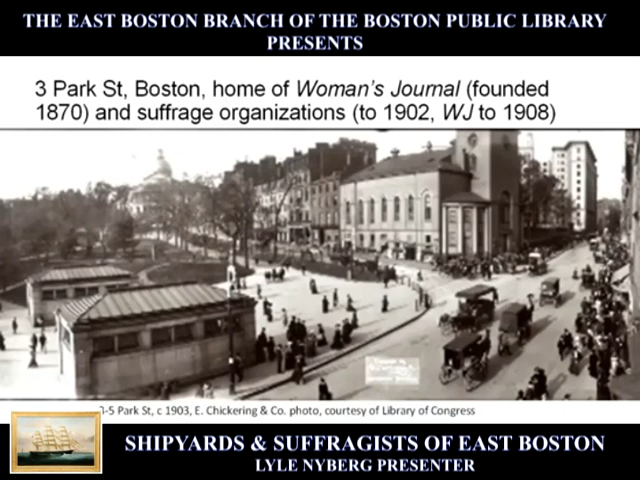 THE EAST BOSTON BRANCH OF THE BOSTON PUBLIC LIBRARY
PRESENTS
3 Park St, Boston, home of Woman's Journal (founded
1870) and suffrage organizations (to 1902, WJ to 1908)
-5 Park St, c 1903, E. Chickering & Co. photo, courtesy of Library of Congress
SHIPYARDS & SUFFRAGISTS OF EAST BOSTON
LYLE NYBERG PRESENTER